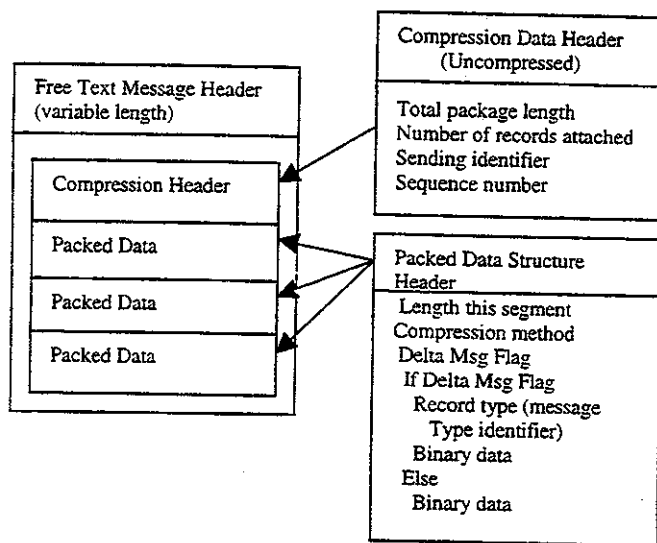 Free Text Message Header
(variable length)
Compression Header
Packed Data
Packed Data
Packed Data
Compression Data Header
(Uncompressed)
Total package length
Number of records attached
Sending identifier
Sequence number
Packed Data Structure
Header
Length this segment
Compression method
Delta Msg Flag
If Delta Msg Flag
Record type (message
Type identifier)
Binary data
Else
Binary data